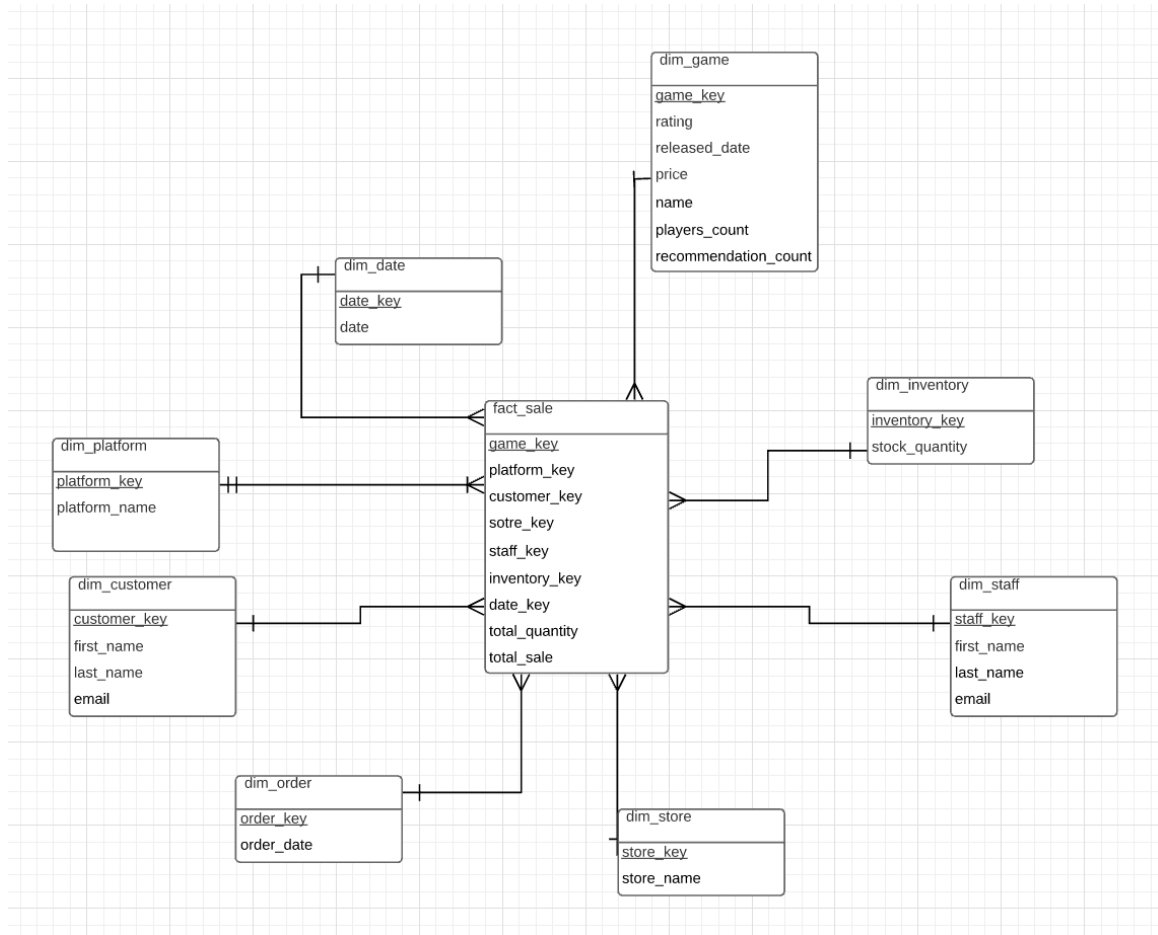 dim_game
game_key
rating
released_date
price
name
players_count
recommendation_count
dim_date
date_key
date
dim_inventory
inventory_key
stock_quantity
fact_sale
game_key
platform_key
customer_key
sotre_key
staff_key
inventory_key
date_key
total_quantity
total_sale
dim_platform
platform_key
platform_name
dim_customer
customer_key
first_name
last_name
email
dim_staff
staff_key
first_name
last_name
email
dim_order
order_key
order_date
dim_store
store_key
store_name